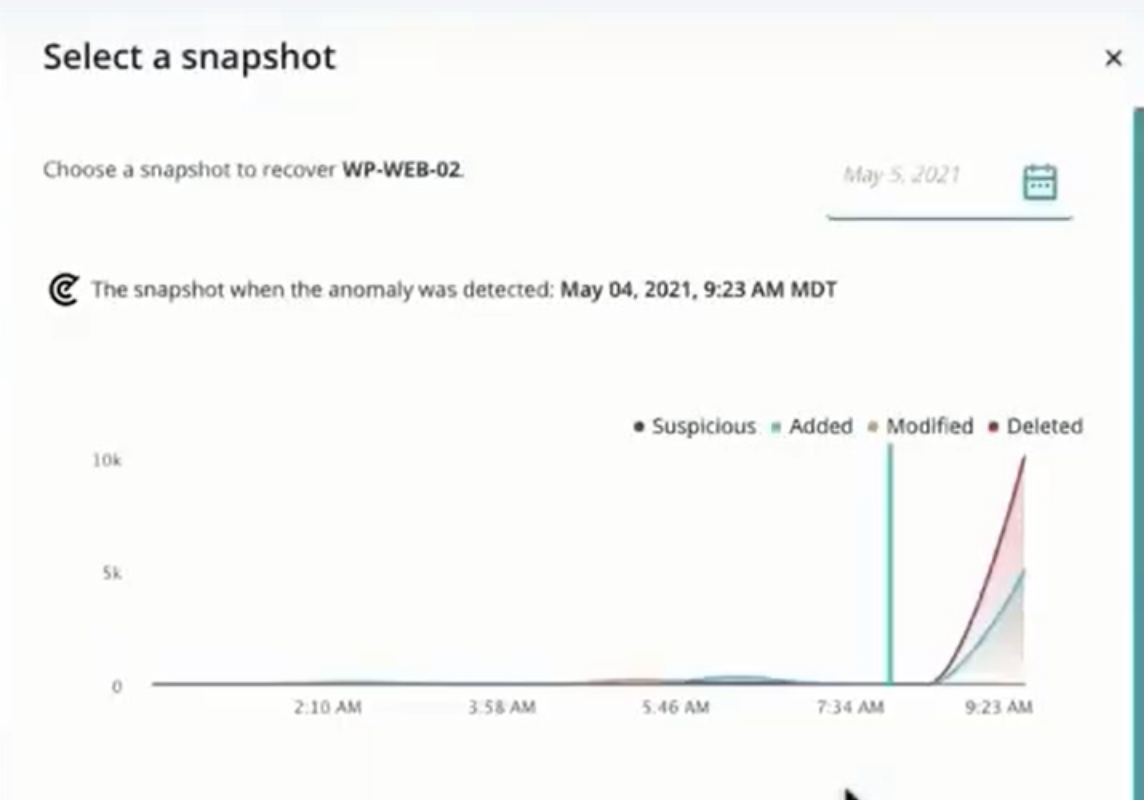 Select a snapshot
Choose a snapshot to recover WP-WEB-02.
May 5, 2021
The snapshot when the anomaly was detected: May 04, 2021, 9:23 AM MDT
Suspicious Added Modified Deleted
10k
5k
0
2:10 AM 3:58 AM 5:46 AM 7:34 AM 9:23 AM